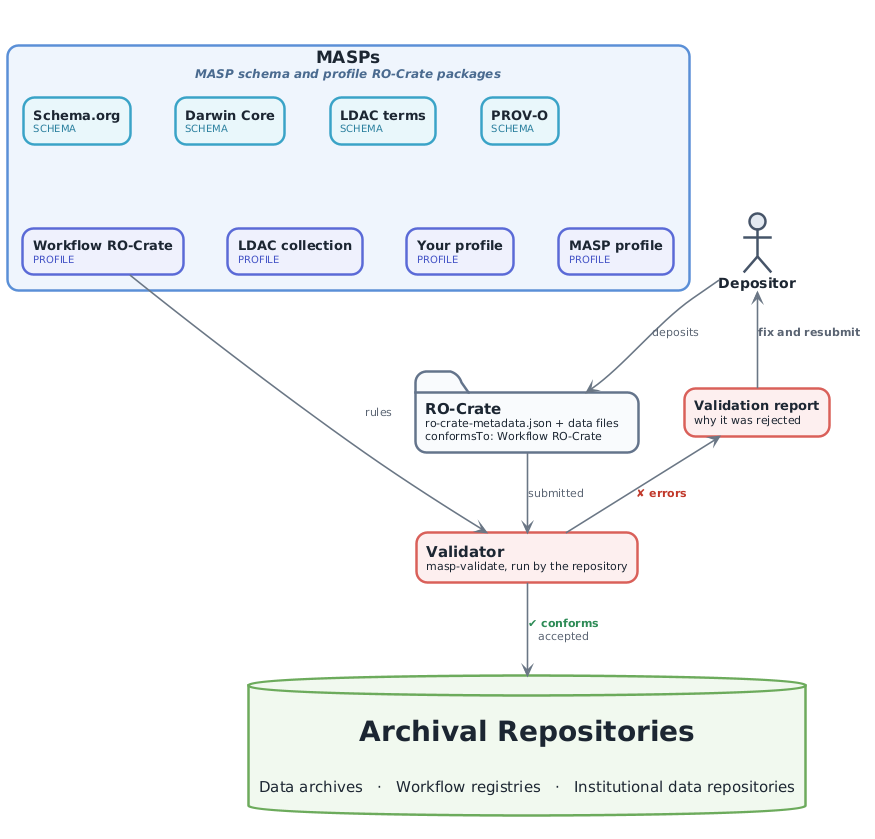 MASPs
MASP schema and profile RO-Crate packages
Schema.org
SCHEMA
Darwin Core
SCHEMA
LDAC terms
SCHEMA
PROV-O
SCHEMA
Workflow RO-Crate
PROFILE
LDAC collection
PROFILE
Your profile
PROFILE
MASP profile
PROFILE
Depositor
deposits
fix and resubmit
rules
RO-Crate
ro-crate-metadata.json + data files
conformsTo: Workflow RO-Crate
Validation report
why it was rejected
submitted
✘ errors
Validator
masp-validate, run by the repository
✔ conforms
accepted
Archival Repositories
Data archives · Workflow registries · Institutional data repositories